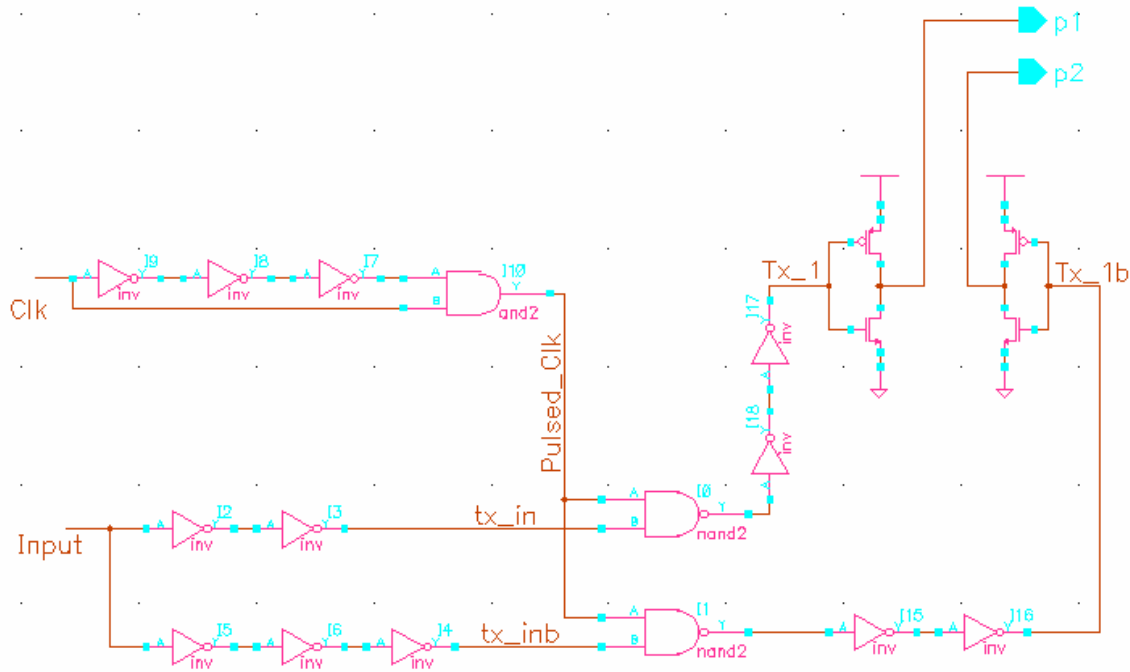 p1
p2
I9
I8
I7
A Y A Y A Y
inv inv inv
Clk
A I10
B Y
and2
Pulsed_Clk
Tx_1
Tx_1b
I17
Y
inv
A
I18
Y
inv
A
Input
I2
I3
A Y A Y
inv inv
tx_in
A I0
B Y
nand2
I5
I6
I4
A Y A Y A Y
inv inv inv
tx_inb
A I1
B Y
nand2
I15
I16
A Y A Y
inv inv